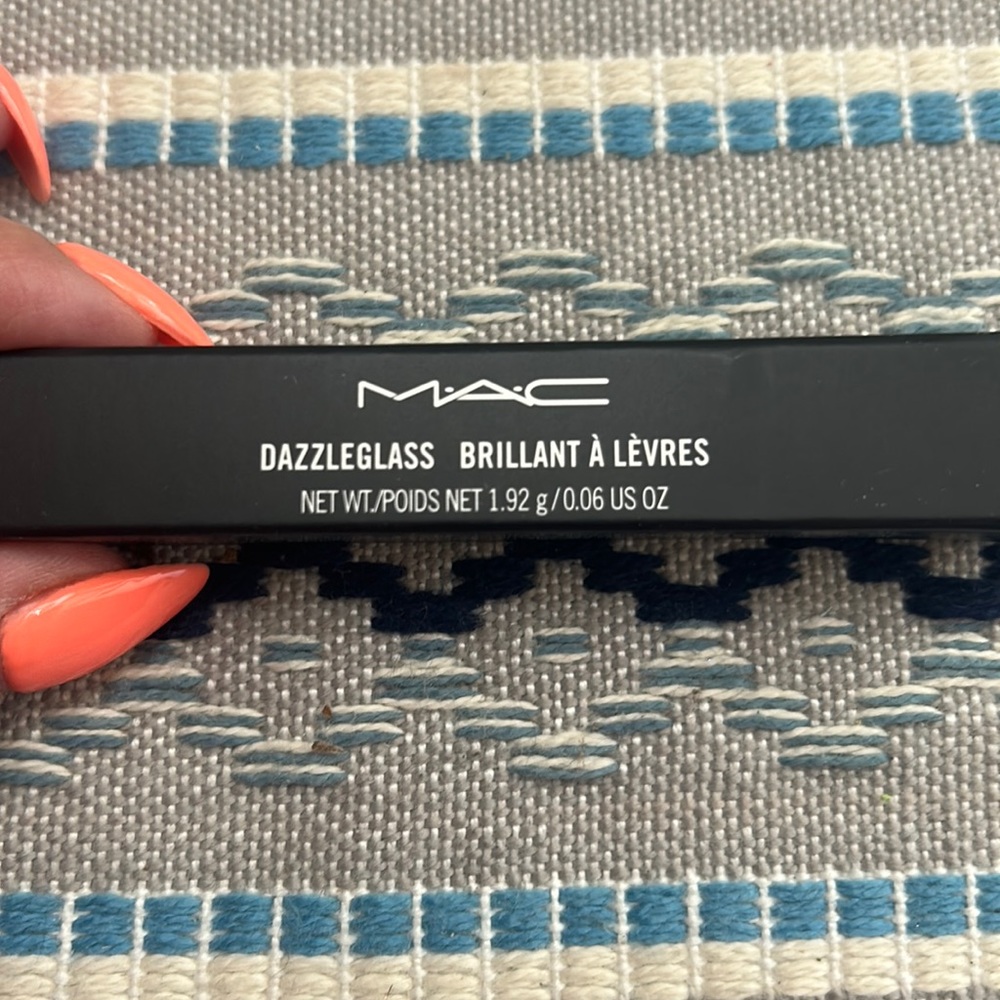 M·A·C
DAZZLEGLASS BRILLANT À LÈVRES
NET WT./POIDS NET 1.92 g/0.06 US OZ